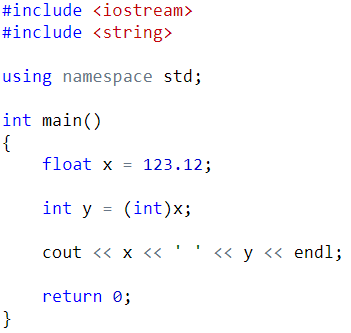 #include <iostream>
#include <string>
using namespace std;
int main()
{
    float x = 123.12;
    int y = (int)x;
    cout << x << ' ' << y << endl;
    return 0;
}